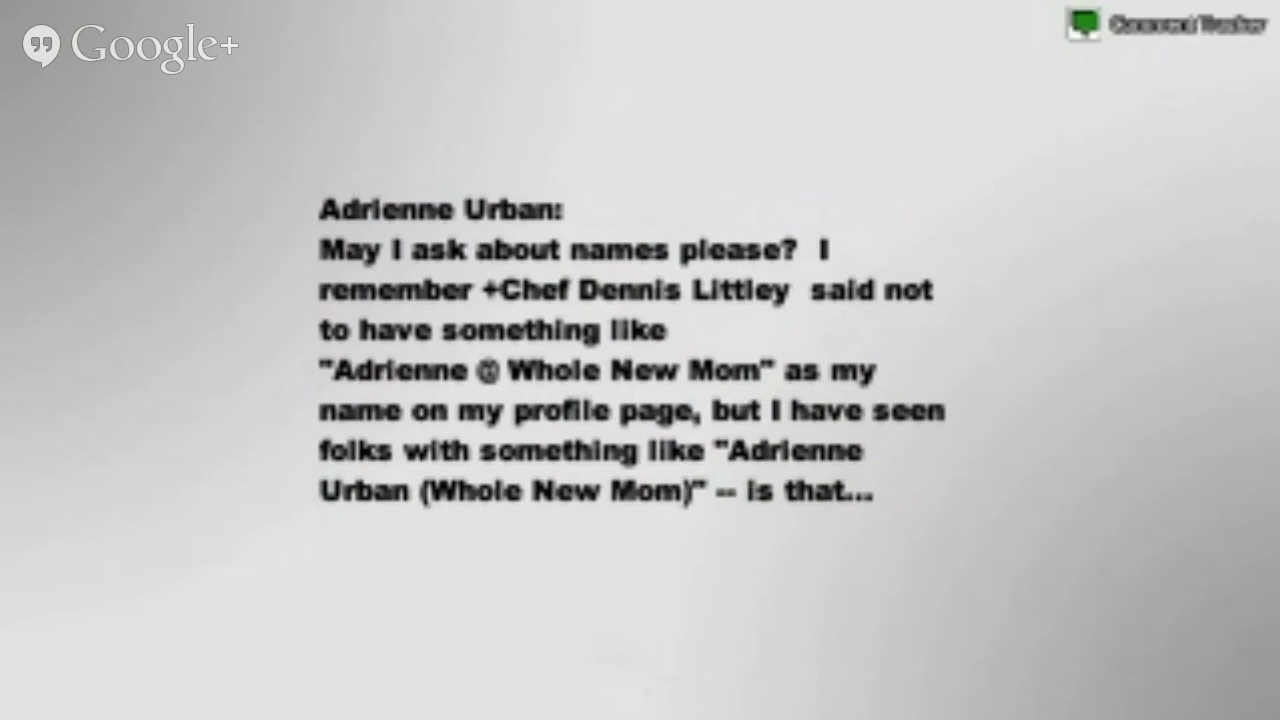 Google+
Comment Tracker
Adrienne Urban:
May I ask about names please?  I
remember +Chef Dennis Littley  said not
to have something like
"Adrienne @ Whole New Mom" as my
name on my profile page, but I have seen
folks with something like "Adrienne
Urban (Whole New Mom)" -- is that...